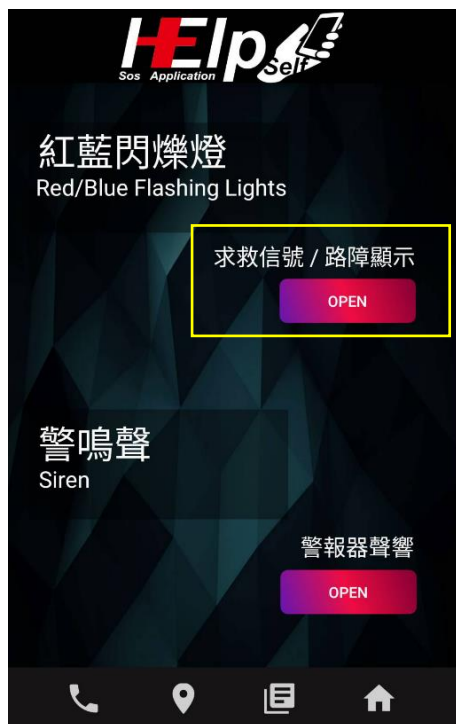 HElp
Self
Sos Application
紅藍閃爍燈
Red/Blue Flashing Lights
求救信號 / 路障顯示
OPEN
警鳴聲
Siren
警報器聲響
OPEN